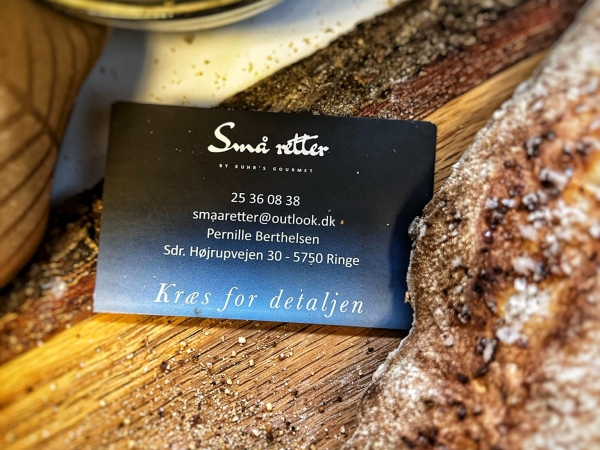 Små retter
BY KUHR'S GOURMET
25 36 08 38
smaaretter@outlook.dk
Pernille Berthelsen
Sdr. Højrupvejen 30 - 5750 Ringe
Kræs for detaljen